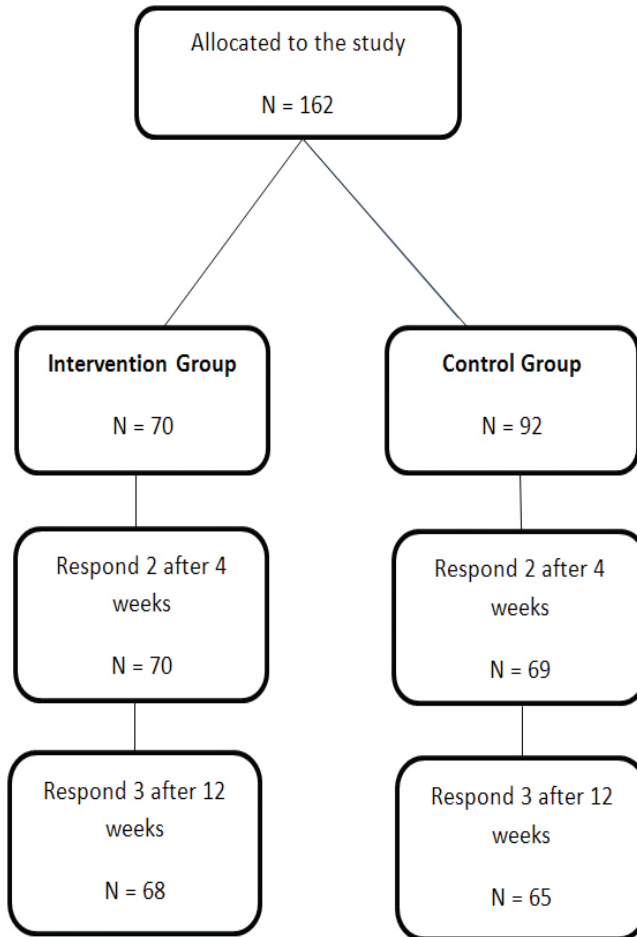 Allocated to the study
N = 162
Intervention Group
N = 70
Control Group
N = 92
Respond 2 after 4
weeks
N = 70
Respond 2 after 4
weeks
N = 69
Respond 3 after 12
weeks
N = 68
Respond 3 after 12
weeks
N = 65